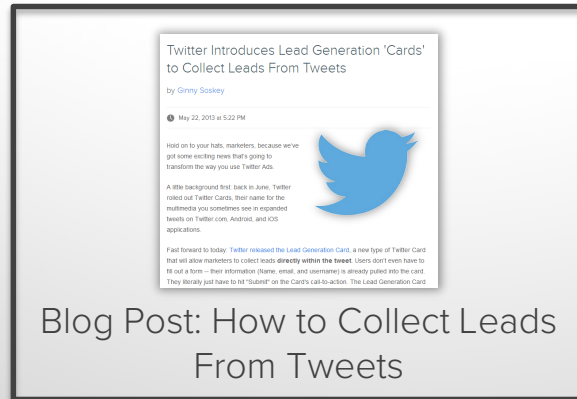 Twitter Introduces Lead Generation 'Cards'
to Collect Leads From Tweets
by Ginny Soskey
May 22, 2013 at 5:22 PM
Hold on to your hats, marketers, because we've
got some exciting news that's going to
transform the way you use Twitter Ads.
A little background first: back in June, Twitter
rolled out Twitter Cards, their name for the
multimedia you sometimes see in expanded
tweets on Twitter.com, Android, and iOS
applications.
Fast forward to today: Twitter released the Lead Generation Card, a new type of Twitter Card
that will allow marketers to collect leads directly within the tweet. Users don't even have to
fill out a form -- their information (Name, email, and username) is already pulled into the card.
They literally just have to hit "Submit" on the Card's call-to-action. The Lead Generation Card
Blog Post: How to Collect Leads
From Tweets